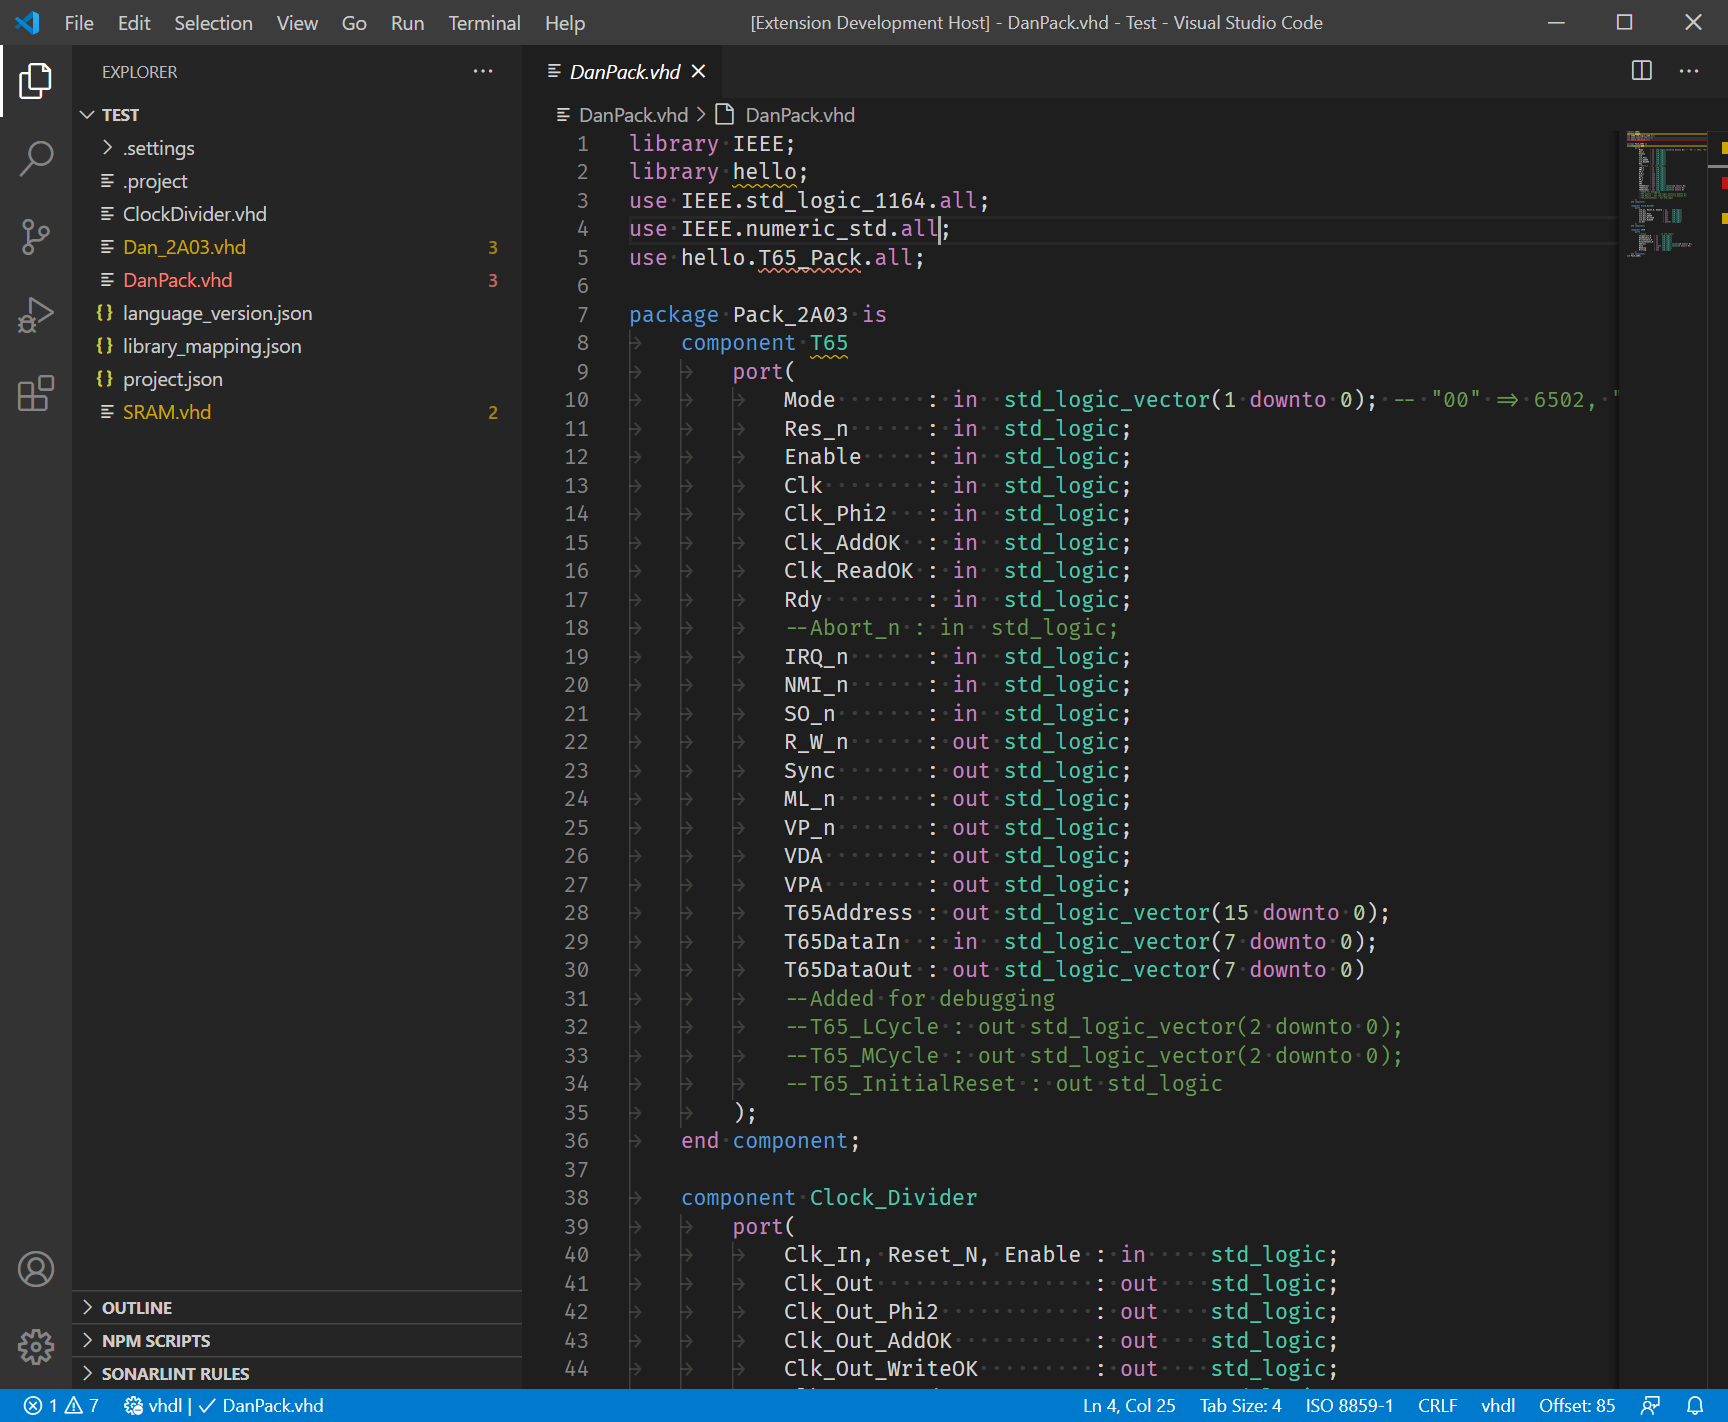 File Edit Selection View Go Run Terminal Help [Extension Development Host] - DanPack.vhd - Test - Visual Studio Code
EXPLORER
TEST
.settings
.project
ClockDivider.vhd
Dan_2A03.vhd 3
DanPack.vhd 3
{} language_version.json
{} library_mapping.json
{} project.json
SRAM.vhd 2
OUTLINE
NPM SCRIPTS
SONARLINT RULES
DanPack.vhd
DanPack.vhd > DanPack.vhd
1 library IEEE;
2 library hello;
3 use IEEE.std_logic_1164.all;
4 use IEEE.numeric_std.all;
5 use hello.T65_Pack.all;
6
7 package Pack_2A03 is
8 component T65
9 port(
10 Mode : in std_logic_vector(1 downto 0); -- "00" => 6502, "
11 Res_n : in std_logic;
12 Enable : in std_logic;
13 Clk : in std_logic;
14 Clk_Phi2 : in std_logic;
15 Clk_AddOK : in std_logic;
16 Clk_ReadOK : in std_logic;
17 Rdy : in std_logic;
18 --Abort_n : in std_logic;
19 IRQ_n : in std_logic;
20 NMI_n : in std_logic;
21 SO_n : in std_logic;
22 R_W_n : out std_logic;
23 Sync : out std_logic;
24 ML_n : out std_logic;
25 VP_n : out std_logic;
26 VDA : out std_logic;
27 VPA : out std_logic;
28 T65Address : out std_logic_vector(15 downto 0);
29 T65DataIn : in std_logic_vector(7 downto 0);
30 T65DataOut : out std_logic_vector(7 downto 0)
31 --Added for debugging
32 --T65_LCycle : out std_logic_vector(2 downto 0);
33 --T65_MCycle : out std_logic_vector(2 downto 0);
34 --T65_InitialReset : out std_logic
35 );
36 end component;
37
38 component Clock_Divider
39 port(
40 Clk_In, Reset_N, Enable : in std_logic;
41 Clk_Out : out std_logic;
42 Clk_Out_Phi2 : out std_logic;
43 Clk_Out_AddOK : out std_logic;
44 Clk_Out_WriteOK : out std_logic;
1 7 vhdl | DanPack.vhd Ln 4, Col 25 Tab Size: 4 ISO 8859-1 CRLF vhdl Offset: 85